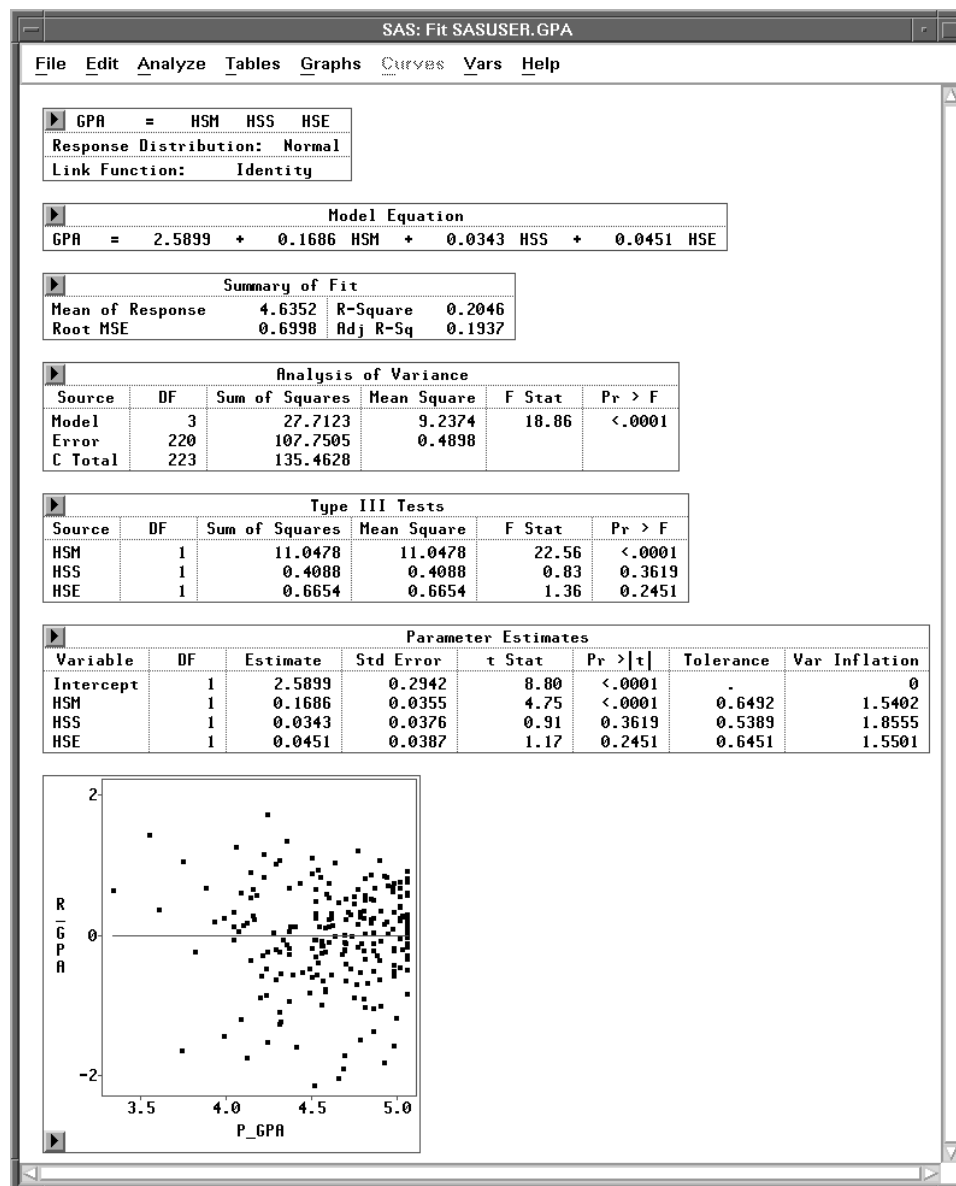 SAS: Fit SASUSER.GPA
File Edit Analyze Tables Graphs Curves Vars Help
GPA = HSM HSS HSE
Response Distribution: Normal
Link Function: Identity
Model Equation
GPA = 2.5899 + 0.1686 HSM + 0.0343 HSS + 0.0451 HSE
Summary of Fit
Mean of Response 4.6352 R-Square 0.2046
Root MSE 0.6998 Adj R-Sq 0.1937
Analysis of Variance
Source DF Sum of Squares Mean Square F Stat Pr > F
Model 3 27.7123 9.2374 18.86 <.0001
Error 220 107.7505 0.4898
C Total 223 135.4628
Type III Tests
Source DF Sum of Squares Mean Square F Stat Pr > F
HSM 1 11.0478 11.0478 22.56 <.0001
HSS 1 0.4088 0.4088 0.83 0.3619
HSE 1 0.6654 0.6654 1.36 0.2451
Parameter Estimates
Variable DF Estimate Std Error t Stat Pr >|t| Tolerance Var Inflation
Intercept 1 2.5899 0.2942 8.80 <.0001 . 0
HSM 1 0.1686 0.0355 4.75 <.0001 0.6492 1.5402
HSS 1 0.0343 0.0376 0.91 0.3619 0.5389 1.8555
HSE 1 0.0451 0.0387 1.17 0.2451 0.6451 1.5501
2
R_GPA
0
-2
3.5 4.0 4.5 5.0
P_GPA